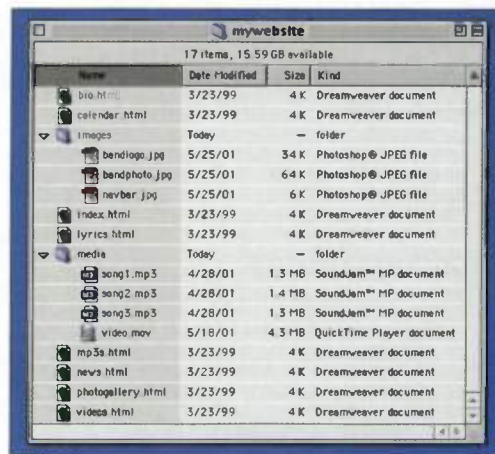 mywebsite
17 items, 15.59 GB available
Name Date Modified Size Kind
bio.html 3/23/99 4 K Dreamweaver document
calendar.html 3/23/99 4 K Dreamweaver document
images Today – folder
bandlogo.jpg 5/25/01 34 K Photoshop® JPEG file
bandphoto.jpg 5/25/01 64 K Photoshop® JPEG file
navbar.jpg 5/25/01 6 K Photoshop® JPEG file
index.html 3/23/99 4 K Dreamweaver document
lyrics.html 3/23/99 4 K Dreamweaver document
media Today – folder
song1.mp3 4/28/01 1.3 MB SoundJam™ MP document
song2.mp3 4/28/01 1.4 MB SoundJam™ MP document
song3.mp3 4/28/01 1.3 MB SoundJam™ MP document
video.mov 5/18/01 4.3 MB QuickTime Player document
mp3s.html 3/23/99 4 K Dreamweaver document
news.html 3/23/99 4 K Dreamweaver document
photogallery.html 3/23/99 4 K Dreamweaver document
videos.html 3/23/99 4 K Dreamweaver document